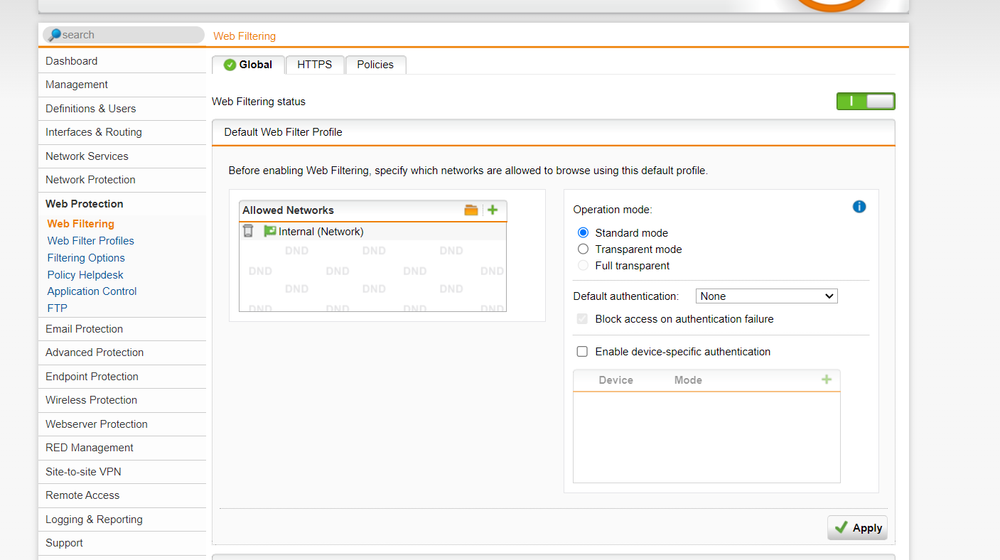 search
Web Filtering
Dashboard
Management
Definitions & Users
Interfaces & Routing
Network Services
Network Protection
Web Protection
Web Filtering
Web Filter Profiles
Filtering Options
Policy Helpdesk
Application Control
FTP
Email Protection
Advanced Protection
Endpoint Protection
Wireless Protection
Webserver Protection
RED Management
Site-to-site VPN
Remote Access
Logging & Reporting
Support
Global HTTPS Policies
Web Filtering status
Default Web Filter Profile
Before enabling Web Filtering, specify which networks are allowed to browse using this default profile.
Allowed Networks
Internal (Network)
DND DND DND
DND DND DND DND
DND DND DND
DND DND DND DND
Operation mode:
Standard mode
Transparent mode
Full transparent
Default authentication: None
Block access on authentication failure
Enable device-specific authentication
Device Mode
Apply